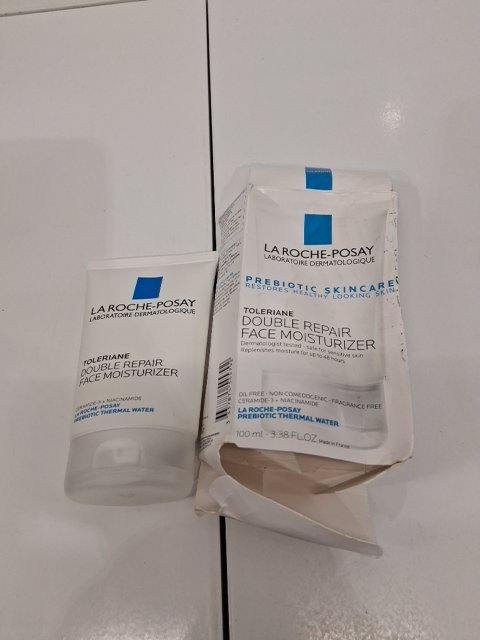 LA ROCHE-POSAY
LABORATOIRE DERMATOLOGIQUE
TOLERIANE
DOUBLE REPAIR
FACE MOISTURIZER
CERAMIDE-3 + NIACINAMIDE
LA ROCHE-POSAY
PREBIOTIC THERMAL WATER
LA ROCHE-POSAY
LABORATOIRE DERMATOLOGIQUE
PREBIOTIC SKINCARE
RESTORES HEALTHY LOOKING SKIN
TOLERIANE
DOUBLE REPAIR
FACE MOISTURIZER
Dermatologist tested - safe for sensitive skin
Replenishes moisture for up to 48 hours
OIL FREE - NON COMEDOGENIC - FRAGRANCE FREE
CERAMIDE-3 + NIACINAMIDE
LA ROCHE-POSAY
PREBIOTIC THERMAL WATER
100 ml - 3.38 FL.OZ. Made in France